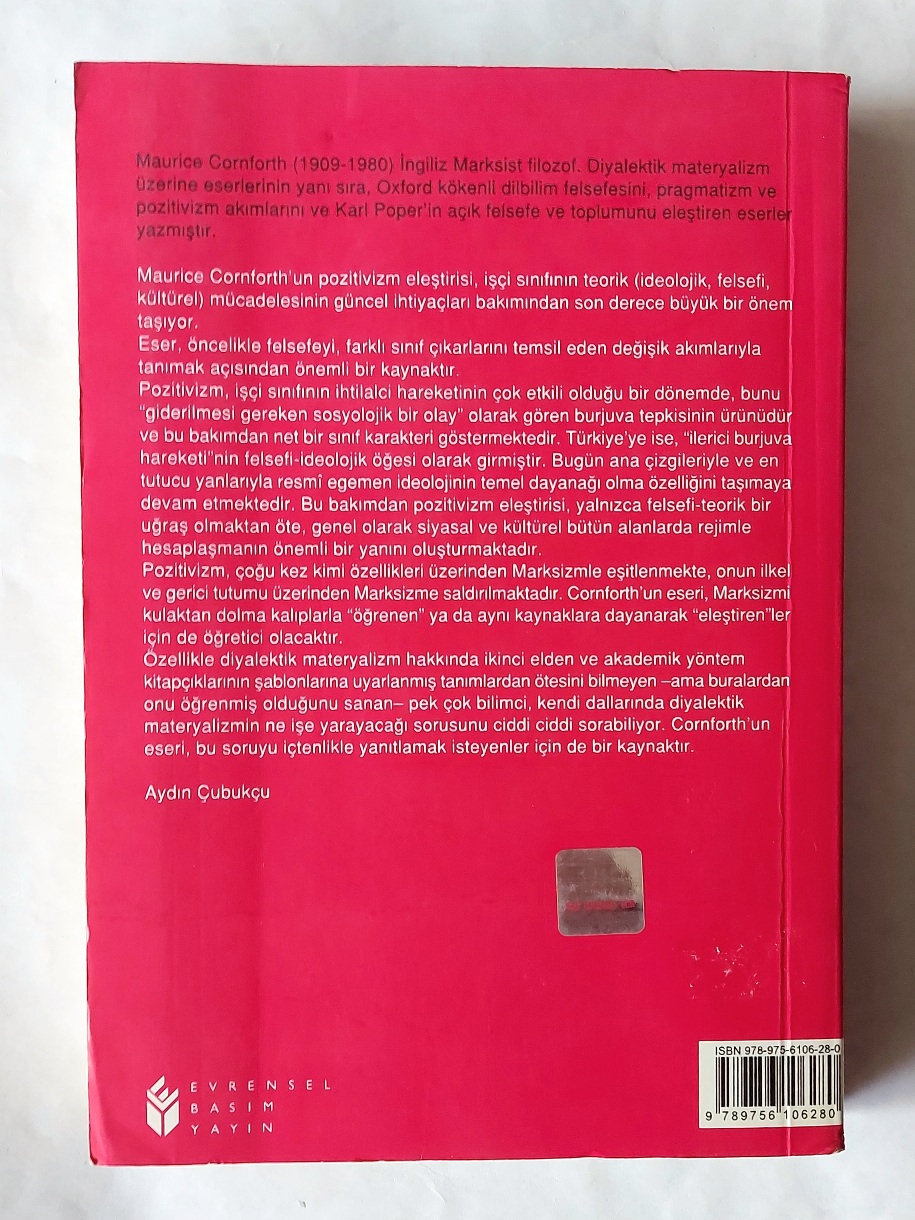 Maurice Cornforth (1909-1980) İngiliz Marksist filozof. Diyalektik materyalizm
üzerine eserlerinin yanı sıra, Oxford kökenli dilbilim felsefesini, pragmatizm ve
pozitivizm akımlarını ve Karl Poper'in açık felsefe ve toplumunu eleştiren eserler
yazmıştır.
Maurice Cornforth'un pozitivizm eleştirisi, işçi sınıfının teorik (ideolojik, felsefi,
kültürel) mücadelesinin güncel ihtiyaçları bakımından son derece büyük bir önem
taşıyor.
Eser, öncelikle felsefeyi, farklı sınıf çıkarlarını temsil eden değişik akımlarıyla
tanımak açısından önemli bir kaynaktır.
Pozitivizm, işçi sınıfının ihtilalci hareketinin çok etkili olduğu bir dönemde, bunu
“giderilmesi gereken sosyolojik bir olay” olarak gören burjuva tepkisinin ürünüdür
ve bu bakımdan net bir sınıf karakteri göstermektedir. Türkiye'ye ise, “ilerici burjuva
hareketi”nin felsefi-ideolojik öğesi olarak girmiştir. Bugün ana çizgileriyle ve en
tutucu yanlarıyla resmî egemen ideolojinin temel dayanağı olma özelliğini taşımaya
devam etmektedir. Bu bakımdan pozitivizm eleştirisi, yalnızca felsefi-teorik bir
uğraş olmaktan öte, genel olarak siyasal ve kültürel bütün alanlarda rejimle
hesaplaşmanın önemli bir yanını oluşturmaktadır.
Pozitivizm, çoğu kez kimi özellikleri üzerinden Marksizmle eşitlenmekte, onun ilkel
ve gerici tutumu üzerinden Marksizme saldırılmaktadır. Cornforth'un eseri, Marksizmi
kulaktan dolma kalıplarla “öğrenen” ya da aynı kaynaklara dayanarak “eleştiren”ler
için de öğretici olacaktır.
Özellikle diyalektik materyalizm hakkında ikinci elden ve akademik yöntem
kitapçıklarının şablonlarına uyarlanmış tanımlardan ötesini bilmeyen –ama buralardan
onu öğrenmiş olduğunu sanan– pek çok bilimci, kendi dallarında diyalektik
materyalizmin ne işe yarayacağı sorusunu ciddi ciddi sorabiliyor. Cornforth'un
eseri, bu soruyu içtenlikle yanıtlamak isteyenler için de bir kaynaktır.
Aydın Çubukçu
EVRENSEL
BASIM
YAYIN
ISBN 978-975-6106-28-0
9 789756 106280